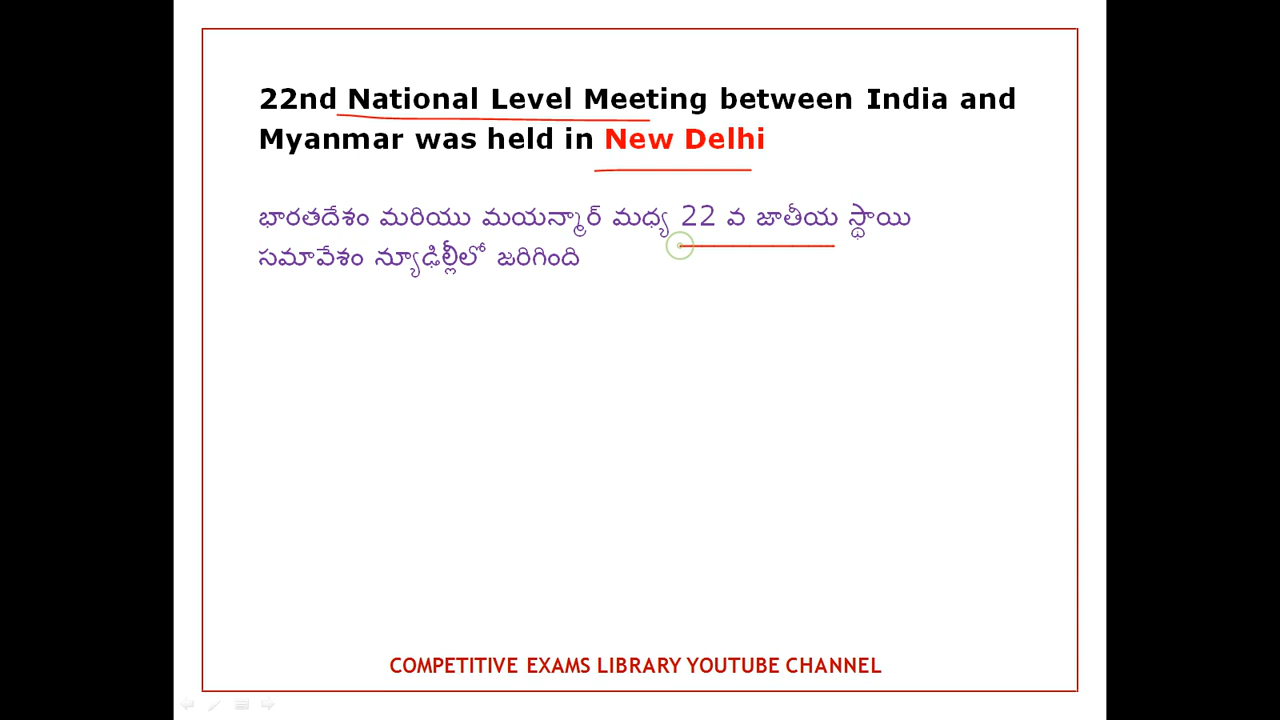 22nd National Level Meeting between India and
Myanmar was held in New Delhi
భారతదేశం మరియు మయన్మార్ మధ్య 22 వ జాతీయ స్థాయి
సమావేశం న్యూఢిల్లీలో జరిగింది
COMPETITIVE EXAMS LIBRARY YOUTUBE CHANNEL